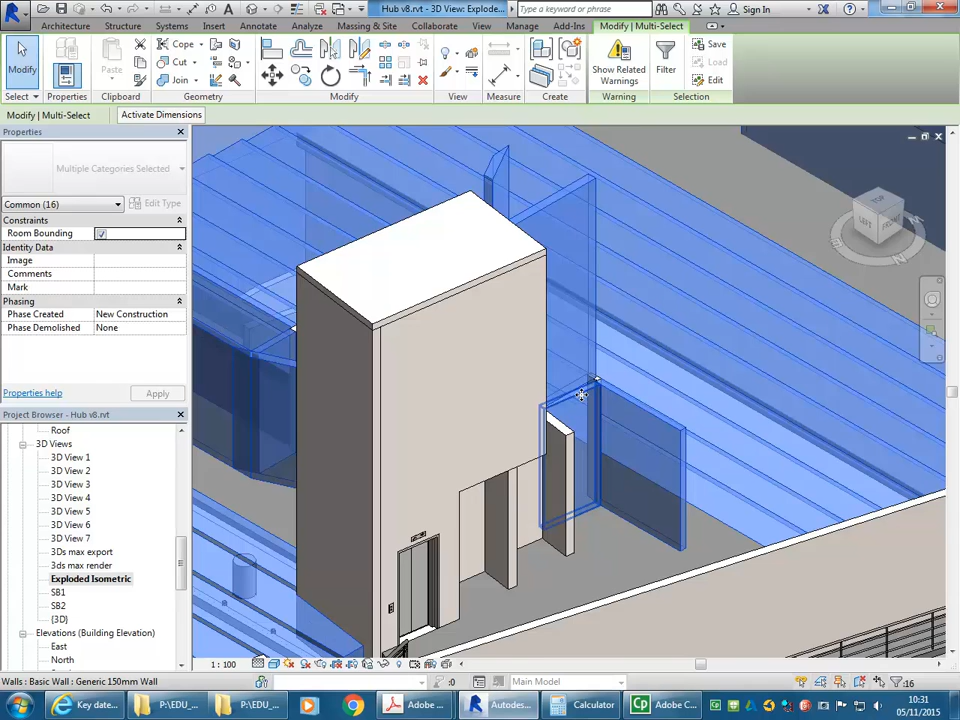 Hub v8.rvt - 3D View: Explode...
Type a keyword or phrase
Sign In
Architecture Structure Systems Insert Annotate Analyze Massing & Site Collaborate View Manage Add-Ins Modify | Multi-Select
Modify
Paste
Cope
Cut
Join
Show Related Warnings
Filter
Save
Load
Edit
Select Properties Clipboard Geometry Modify View Measure Create Warning Selection
Modify | Multi-Select
Activate Dimensions
Properties
Multiple Categories Selected
Common (16)
Edit Type
Constraints
Room Bounding
Identity Data
Image
Comments
Mark
Phasing
Phase Created New Construction
Phase Demolished None
Properties help
Apply
Project Browser - Hub v8.rvt
Roof
3D Views
3D View 1
3D View 2
3D View 3
3D View 4
3D View 5
3D View 6
3D View 7
3Ds max export
3ds max render
Exploded Isometric
SB1
SB2
{3D}
Elevations (Building Elevation)
East
North
TOP
LEFT
FRONT
1 : 100
Walls : Basic Wall : Generic 150mm Wall
:0
Main Model
:16
Key date...
P:\EDU_...
P:\EDU_...
Adobe ...
Autodes...
Calculator
Adobe C...
10:31
05/11/2015